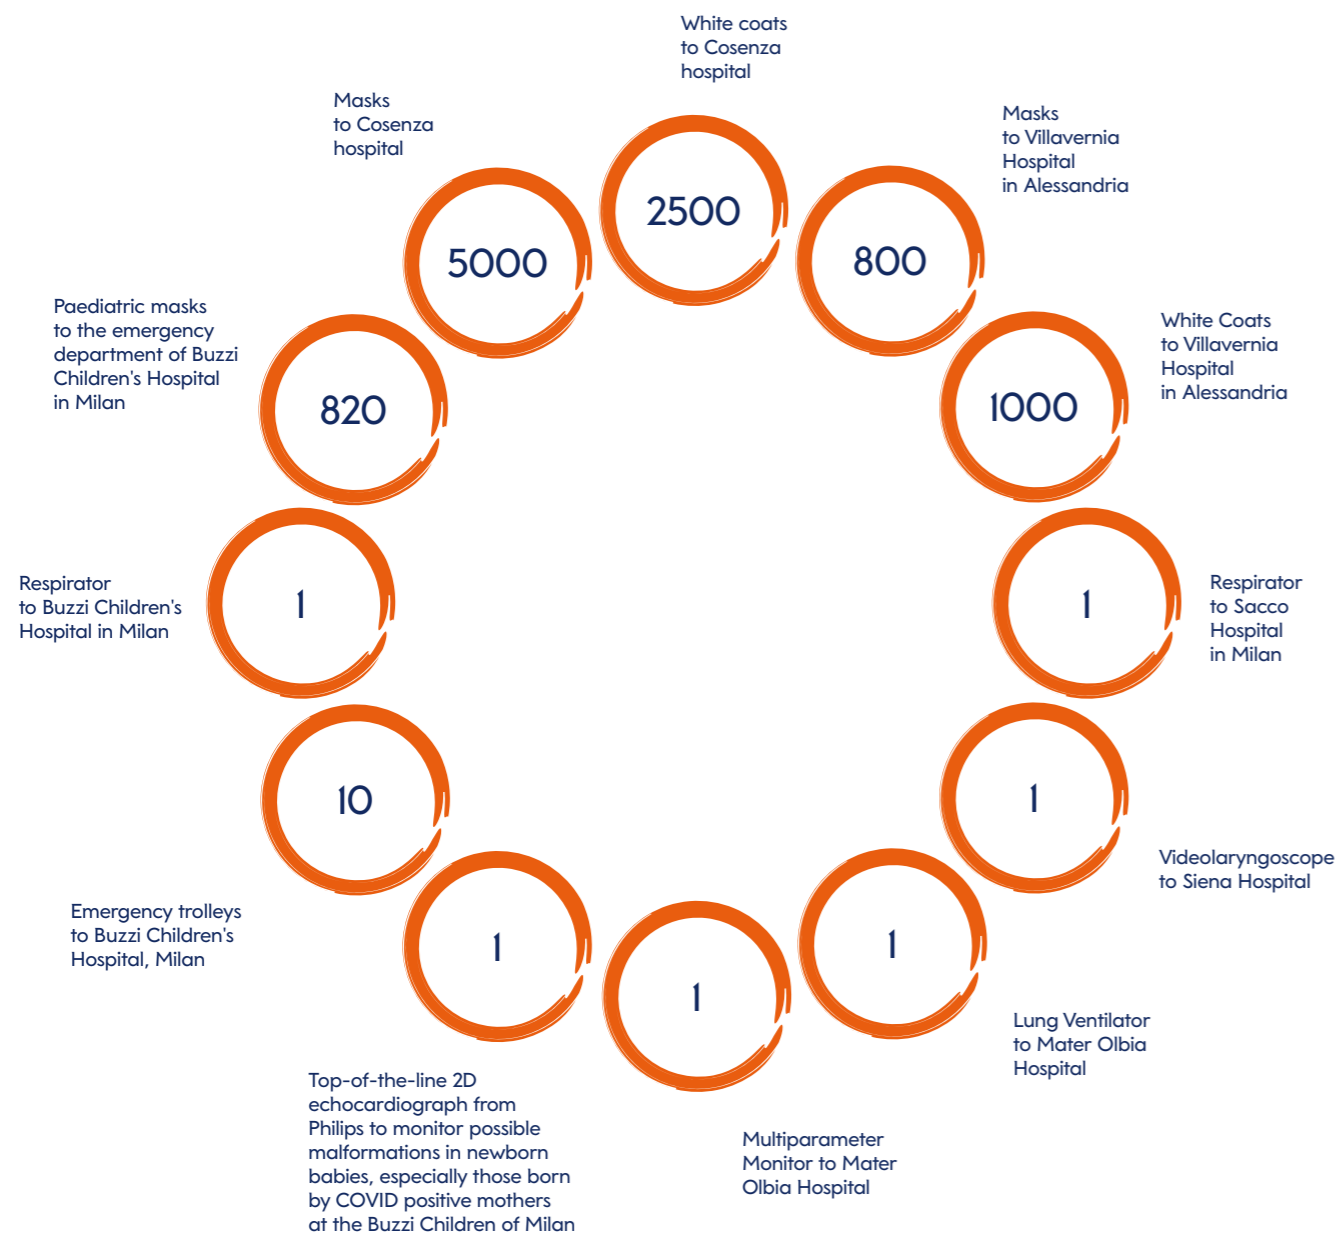 White coats
to Cosenza
hospital
2500
Masks
to Villavernia
Hospital
in Alessandria
800
White Coats
to Villavernia
Hospital
in Alessandria
1000
Respirator
to Sacco
Hospital
in Milan
1
Videolaryngoscope
to Siena Hospital
1
Lung Ventilator
to Mater Olbia
Hospital
1
Multiparameter
Monitor to Mater
Olbia Hospital
1
Top-of-the-line 2D
echocardiograph from
Philips to monitor possible
malformations in newborn
babies, especially those born
by COVID positive mothers
at the Buzzi Children of Milan
1
Emergency trolleys
to Buzzi Children's
Hospital, Milan
10
Respirator
to Buzzi Children's
Hospital in Milan
1
Paediatric masks
to the emergency
department of Buzzi
Children's Hospital
in Milan
820
Masks
to Cosenza
hospital
5000